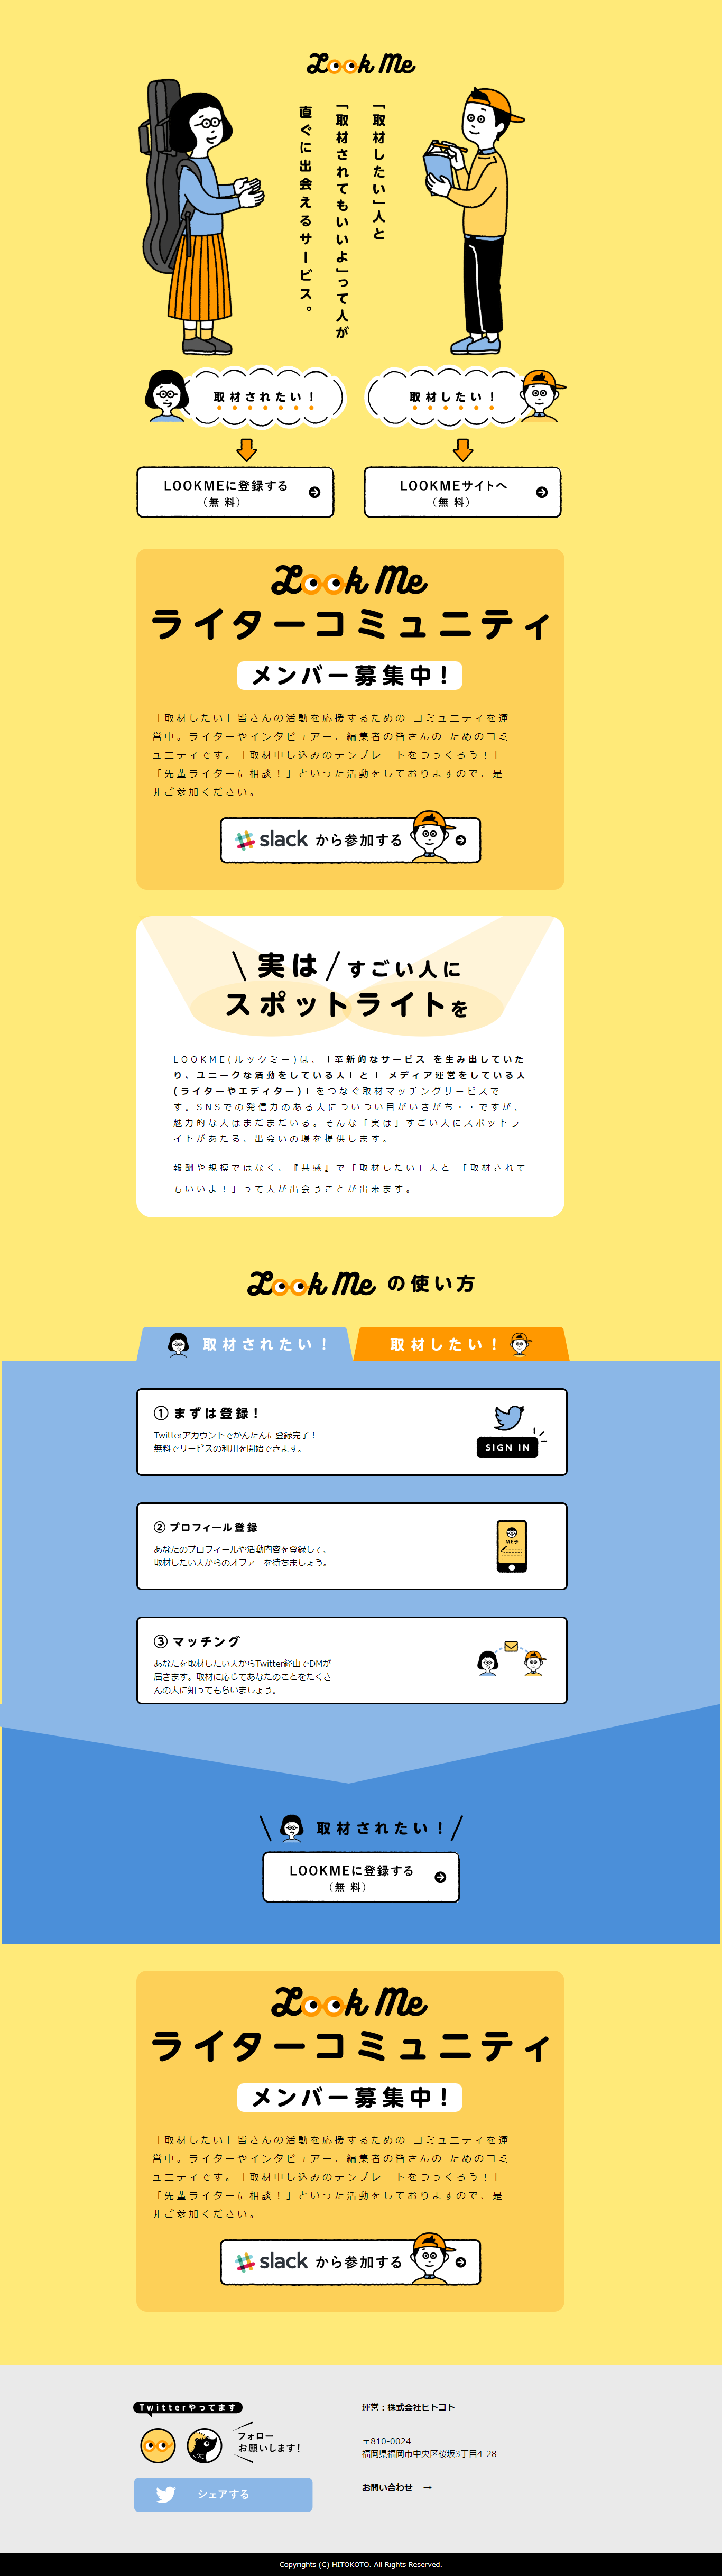 Look Me
「取材したい」人と
「取材されてもいいよ」って人が
直ぐに出会えるサービス。
取材されたい！
取材したい！
LOOKMEに登録する
（無 料）
LOOKMEサイトへ
（無 料）
Look Me
ライターコミュニティ
メンバー募集中！
「取材したい」皆さんの活動を応援するための コミュニティを運
営中。ライターやインタビュアー、編集者の皆さんの ためのコミ
ュニティです。「取材申し込みのテンプレートをつっくろう！」
「先輩ライターに相談！」といった活動をしておりますので、是
非ご参加ください。
slack から参加する
\ 実は / すごい人に
スポットライトを
LOOKME(ルックミー)は、「革新的なサービス を生み出していた
り、ユニークな活動をしている人」と「 メディア運営をしている人
(ライターやエディター)」をつなぐ取材マッチングサービスで
す。SNSでの発信力のある人についつい目がいきがち・・ですが、
魅力的な人はまだまだいる。そんな「実は」すごい人にスポットラ
イトがあたる、出会いの場を提供します。
報酬や規模ではなく、『共感』で「取材したい」人と 「取材されて
もいいよ！」って人が出会うことが出来ます。
Look Me の使い方
取材されたい！
取材したい！
① まずは登録！
Twitterアカウントでかんたんに登録完了！
無料でサービスの利用を開始できます。
SIGN IN
② プロフィール登録
あなたのプロフィールや活動内容を登録して、
取材したい人からのオファーを待ちましょう。
③ マッチング
あなたを取材したい人からTwitter経由でDMが
届きます。取材に応じてあなたのことをたくさ
んの人に知ってもらいましょう。
\ 取材されたい！ /
LOOKMEに登録する
（無 料）
Look Me
ライターコミュニティ
メンバー募集中！
「取材したい」皆さんの活動を応援するための コミュニティを運
営中。ライターやインタビュアー、編集者の皆さんの ためのコミ
ュニティです。「取材申し込みのテンプレートをつっくろう！」
「先輩ライターに相談！」といった活動をしておりますので、是
非ご参加ください。
slack から参加する
Twitterやってます
フォロー
お願いします！
シェアする
運営：株式会社ヒトコト
〒810-0024
福岡県福岡市中央区桜坂3丁目4-28
お問い合わせ →
Copyrights (C) HITOKOTO. All Rights Reserved.